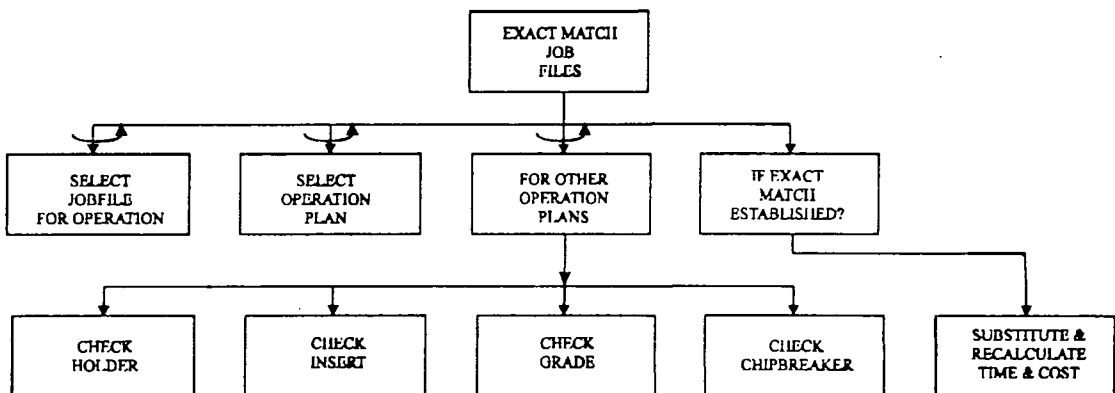 EXACT MATCH
JOB
FILES
SELECT
JOBFILE
FOR OPERATION
SELECT
OPERATION
PLAN
FOR OTHER
OPERATION
PLANS
IF EXACT
MATCH
ESTABLISHED?
CHECK
HOLDER
CHECK
INSERT
CHECK
GRADE
CHECK
CHIPBREAKER
SUBSTITUTE &
RECALCULATE
TIME & COST